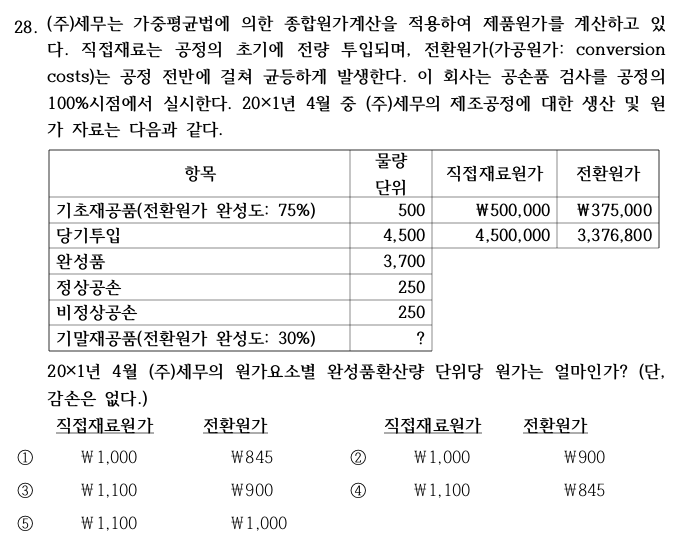 28. (주)세무는 가중평균법에 의한 종합원가계산을 적용하여 제품원가를 계산하고 있
다. 직접재료는 공정의 초기에 전량 투입되며, 전환원가(가공원가: conversion
costs)는 공정 전반에 걸쳐 균등하게 발생한다. 이 회사는 공손품 검사를 공정의
100%시점에서 실시한다. 20×1년 4월 중 (주)세무의 제조공정에 대한 생산 및 원
가 자료는 다음과 같다.
항목 물량 단위 직접재료원가 전환원가
기초재공품(전환원가 완성도: 75%) 500 ₩500,000 ₩375,000
당기투입 4,500 4,500,000 3,376,800
완성품 3,700
정상공손 250
비정상공손 250
기말재공품(전환원가 완성도: 30%) ?
20×1년 4월 (주)세무의 원가요소별 완성품환산량 단위당 원가는 얼마인가? (단,
감손은 없다.)
직접재료원가 전환원가 직접재료원가 전환원가
① ₩1,000 ₩845 ② ₩1,000 ₩900
③ ₩1,100 ₩900 ④ ₩1,100 ₩845
⑤ ₩1,100 ₩1,000